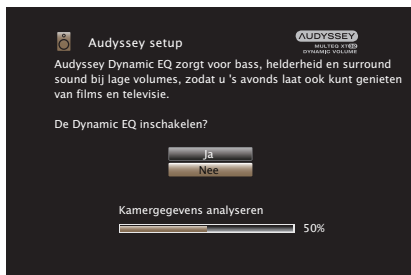 Audyssey setup
AUDYSSEY
MULTEQ XT32
DYNAMIC VOLUME
Audyssey Dynamic EQ zorgt voor bass, helderheid en surround
sound bij lage volumes, zodat u 's avonds laat ook kunt genieten
van films en televisie.
De Dynamic EQ inschakelen?
Ja
Nee
Kamergegevens analyseren
50%